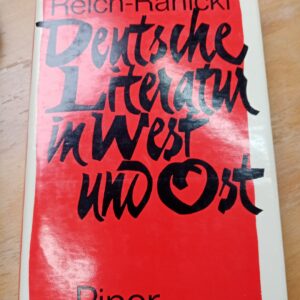 Reich-Ranicki
Deutsche
Literatur
in West
und Ost
Piper